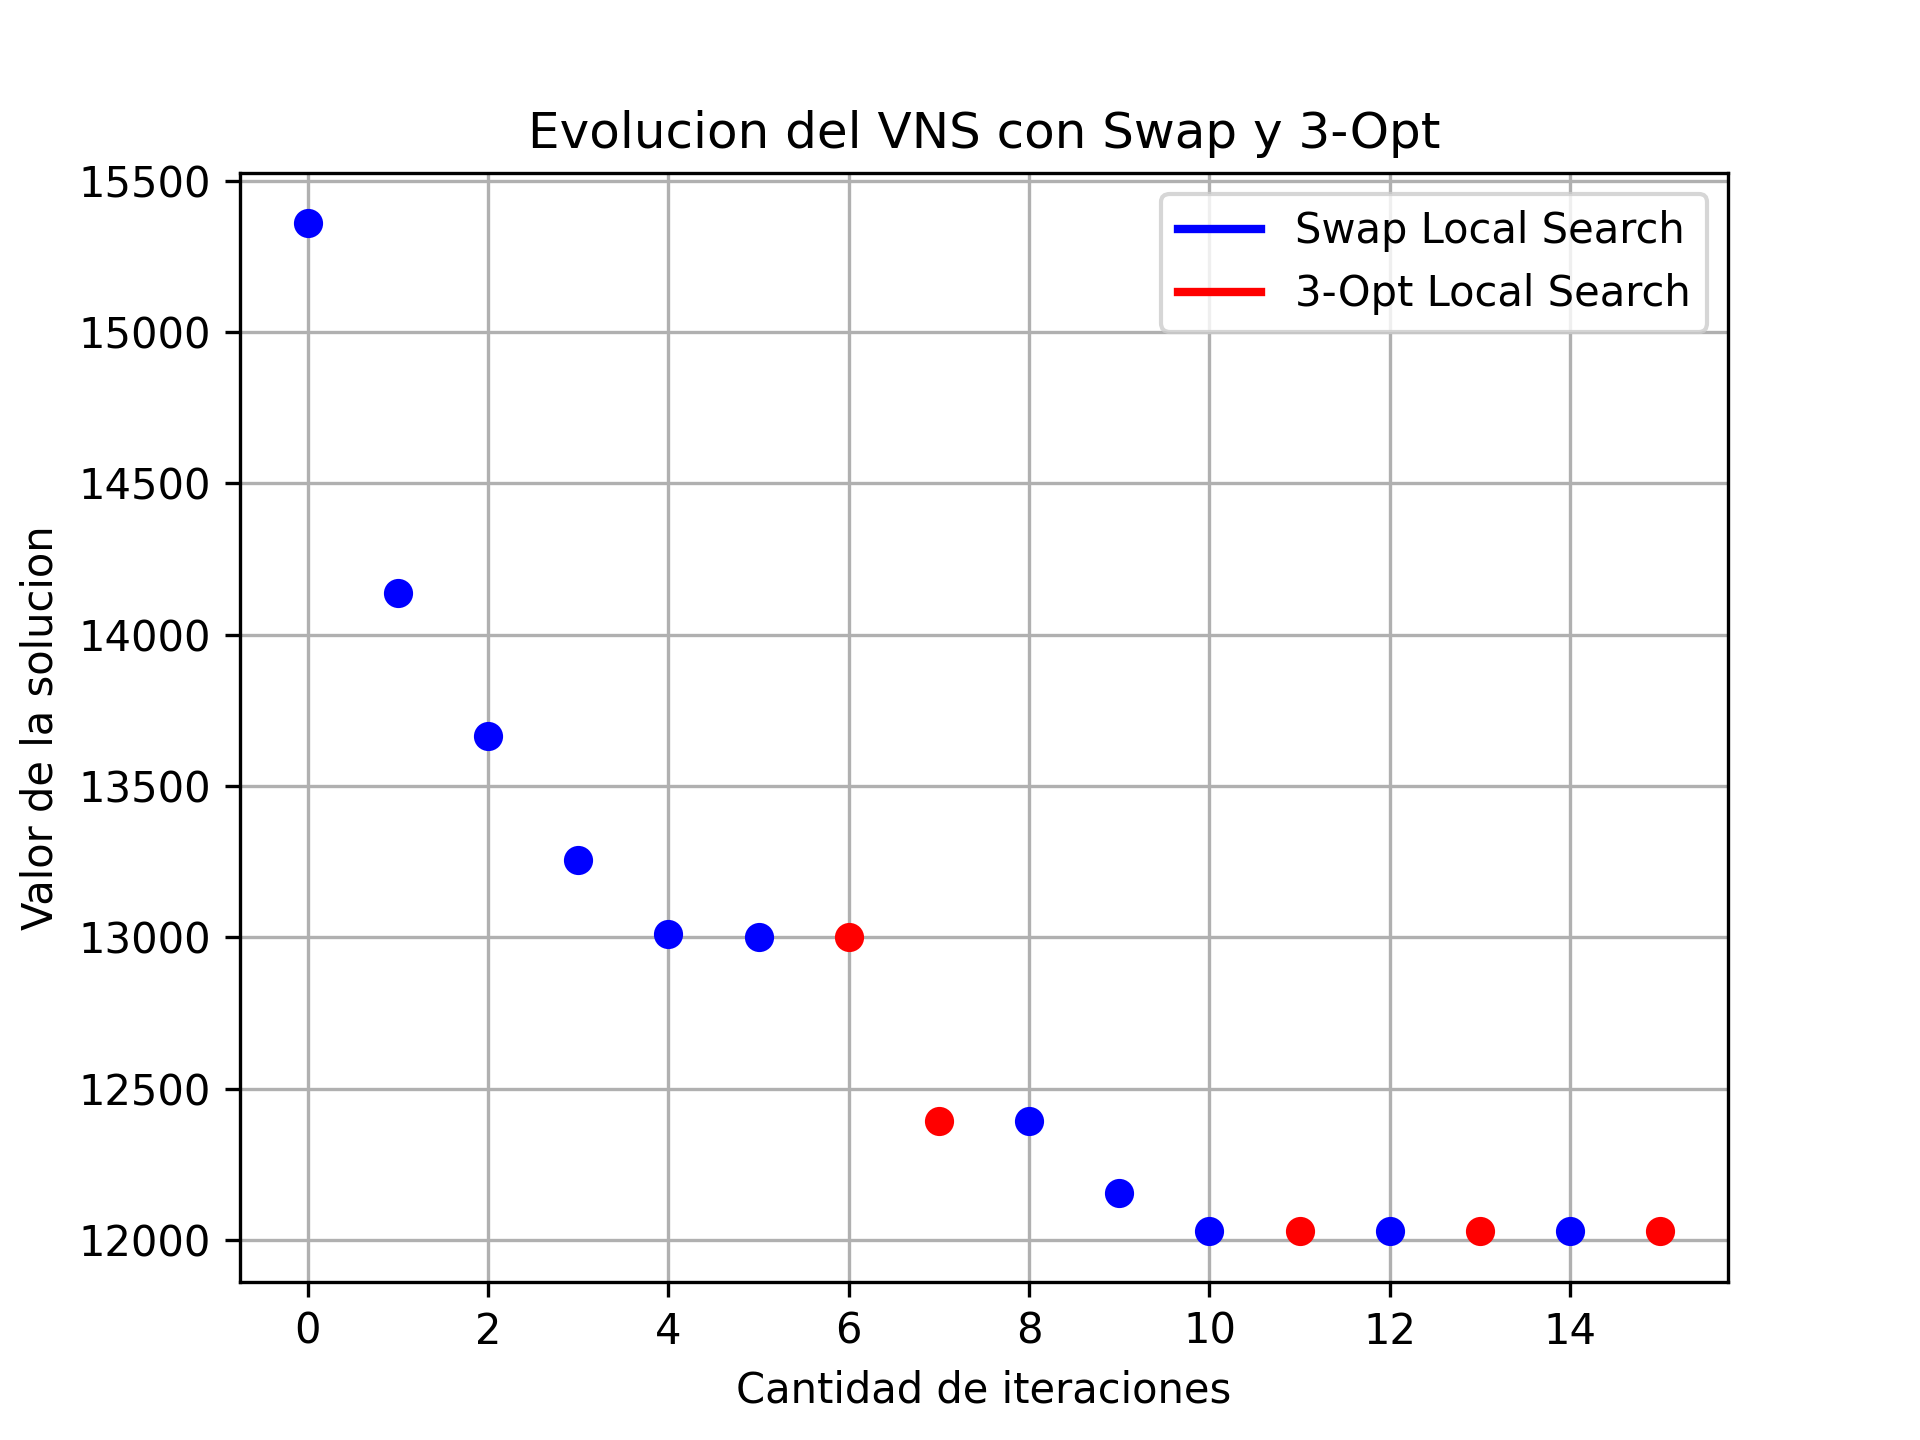 Evolucion del VNS con Swap y 3-Opt
Swap Local Search
3-Opt Local Search
15500
15000
14500
14000
13500
13000
12500
12000
Valor de la solucion
0 2 4 6 8 10 12 14
Cantidad de iteraciones